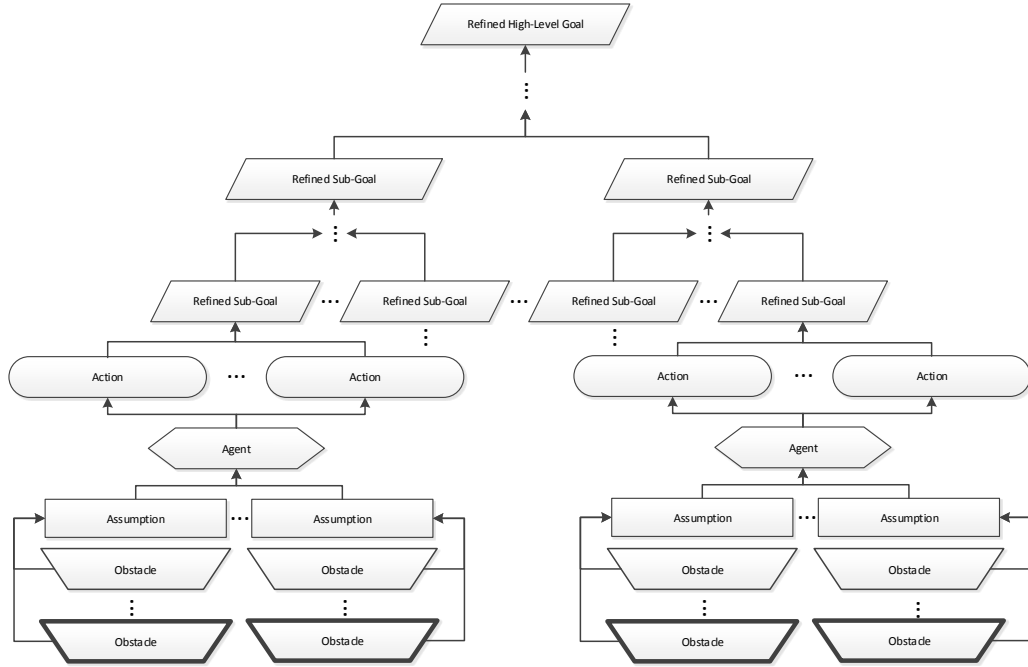 Refined High-Level Goal
Refined Sub-Goal
Refined Sub-Goal
Refined Sub-Goal
Refined Sub-Goal
Refined Sub-Goal
Refined Sub-Goal
Action
Action
Action
Action
Agent
Agent
Assumption
Assumption
Assumption
Assumption
Obstacle
Obstacle
Obstacle
Obstacle
Obstacle
Obstacle
Obstacle
Obstacle